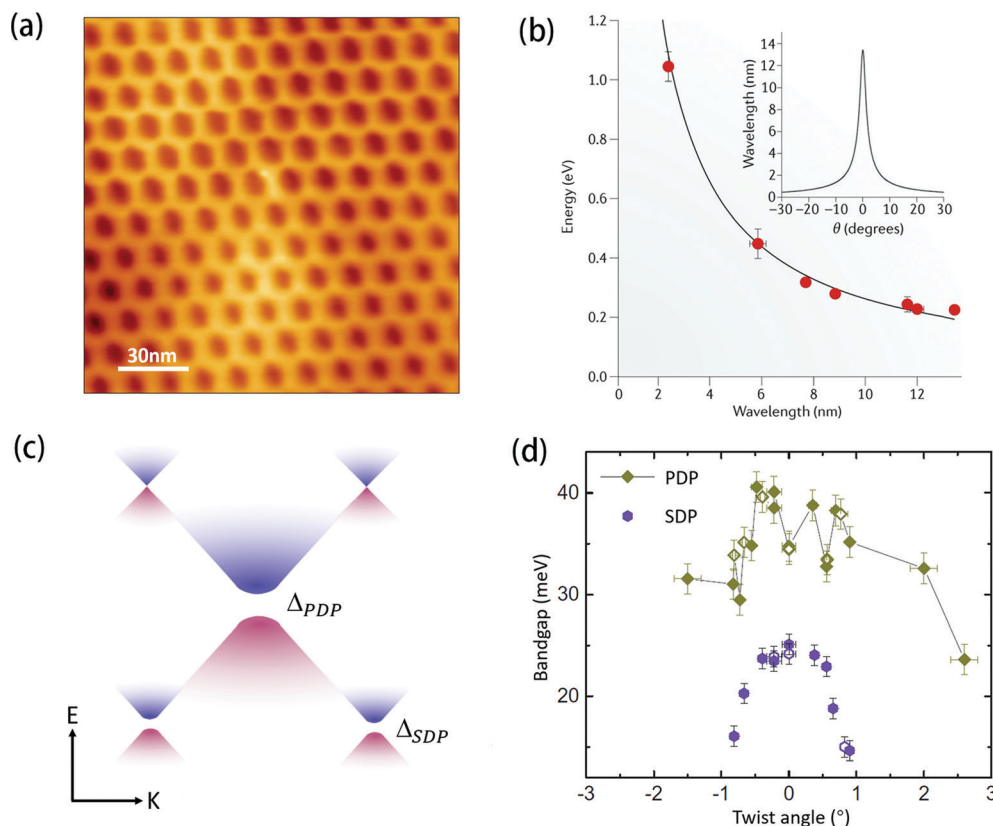 (a)
30nm
(b)
1.2
1.0
0.8
0.6
0.4
0.2
0.0
Energy (eV)
0
2
4
6
8
10
12
Wavelength (nm)
14
12
10
8
6
4
2
0
Wavelength (nm)
−30 −20 −10 0 10 20 30
θ (degrees)
(c)
Δ_PDP
Δ_SDP
E
K
(d)
PDP
SDP
40
30
20
Bandgap (meV)
-3 -2 -1 0 1 2 3
Twist angle (°)